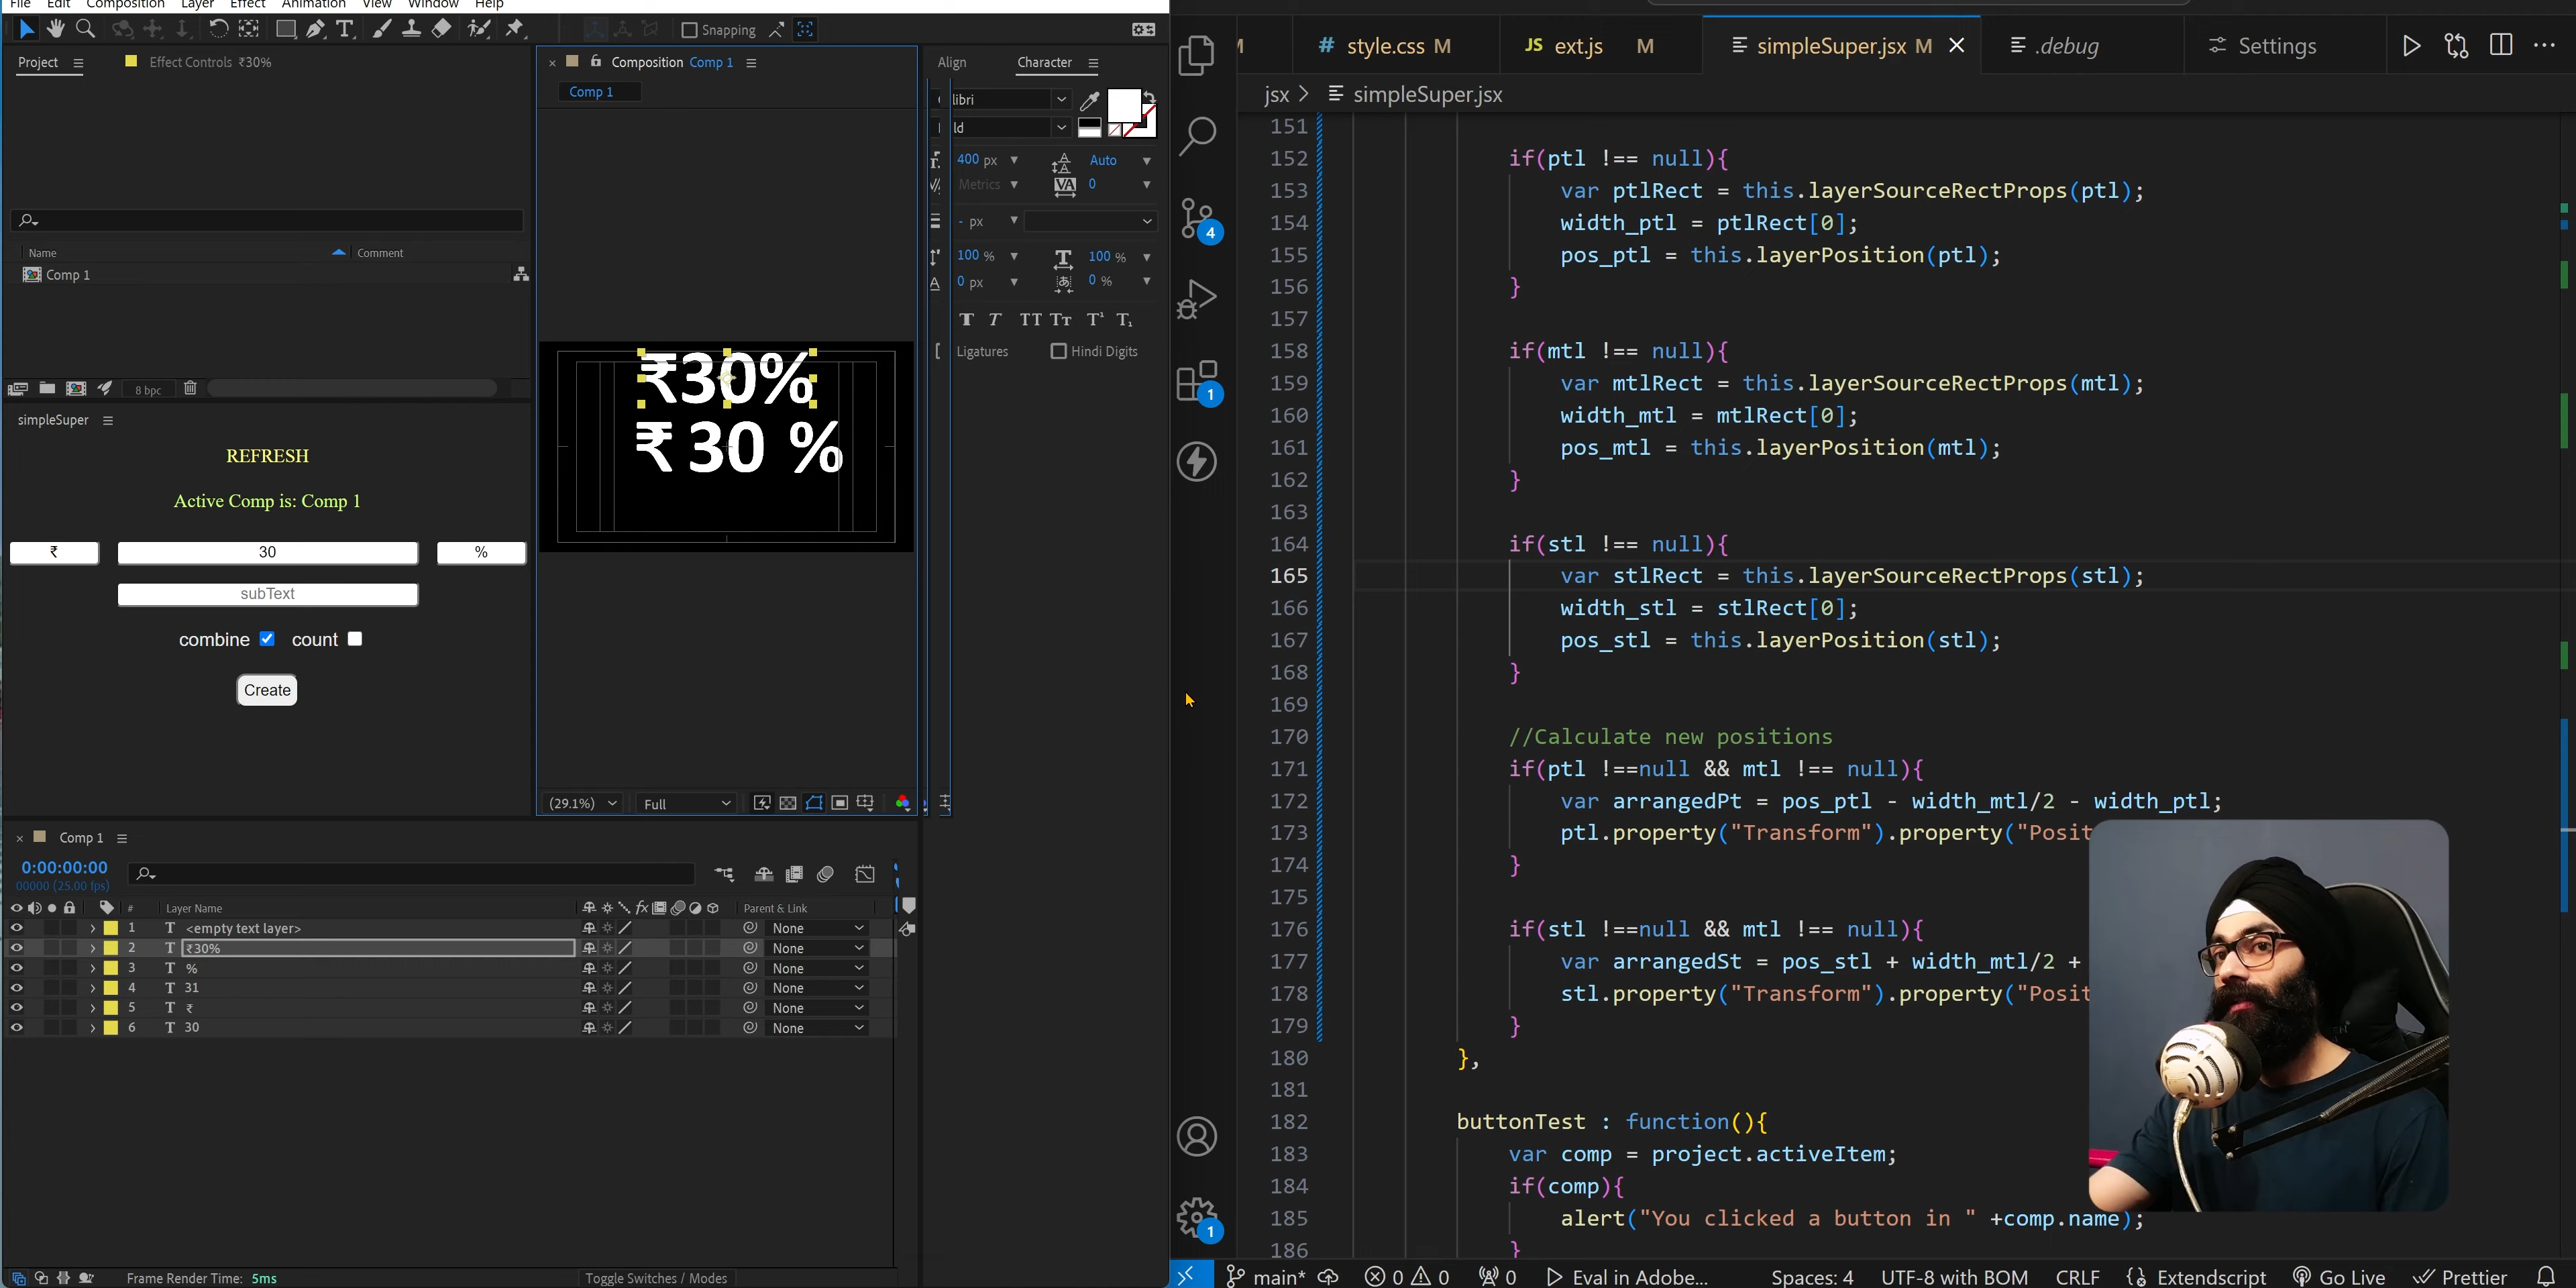 File Edit Composition Layer Effect Animation View Window Help
Snapping
Project
Effect Controls ₹30%
Composition Comp 1
Comp 1
Align
Character
libri
ld
400 px
Auto
Metrics
0
- px
100 %
100 %
0 px
0 %
Ligatures
Hindi Digits
Name
Comment
Comp 1
8 bpc
simpleSuper
REFRESH
Active Comp is: Comp 1
₹
30
%
subText
combine
count
Create
₹30%
₹ 30 %
(29.1%)
Full
Comp 1
0:00:00:00
00000 (25.00 fps)
#
Layer Name
Parent & Link
1 T <empty text layer> None
2 T ₹30% None
3 T % None
4 T 31 None
5 T ₹ None
6 T 30 None
Frame Render Time: 5ms
Toggle Switches / Modes
M
# style.css M
JS ext.js M
simpleSuper.jsx M
.debug
Settings
jsx > simpleSuper.jsx
4
1
1
151
152 if(ptl !== null){
153 var ptlRect = this.layerSourceRectProps(ptl);
154 width_ptl = ptlRect[0];
155 pos_ptl = this.layerPosition(ptl);
156 }
157
158 if(mtl !== null){
159 var mtlRect = this.layerSourceRectProps(mtl);
160 width_mtl = mtlRect[0];
161 pos_mtl = this.layerPosition(mtl);
162 }
163
164 if(stl !== null){
165 var stlRect = this.layerSourceRectProps(stl);
166 width_stl = stlRect[0];
167 pos_stl = this.layerPosition(stl);
168 }
169
170 //Calculate new positions
171 if(ptl !==null && mtl !== null){
172 var arrangedPt = pos_ptl - width_mtl/2 - width_ptl;
173 ptl.property("Transform").property("Posit
174 }
175
176 if(stl !==null && mtl !== null){
177 var arrangedSt = pos_stl + width_mtl/2 +
178 stl.property("Transform").property("Posit
179 }
180 },
181
182 buttonTest : function(){
183 var comp = project.activeItem;
184 if(comp){
185 alert("You clicked a button in " +comp.name);
186 }
main*
0
0
0
Eval in Adobe...
Spaces: 4
UTF-8 with BOM
CRLF
Extendscript
Go Live
Prettier